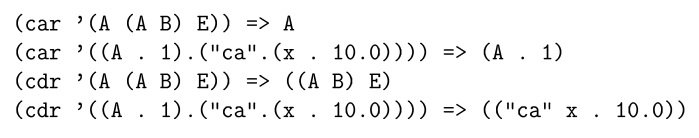 (car '(A (A B) E)) => A
(car '((A . 1).("ca".(x . 10.0)))) => (A . 1)
(cdr '(A (A B) E)) => ((A B) E)
(cdr '((A . 1).("ca".(x . 10.0)))) => (("ca" x . 10.0))